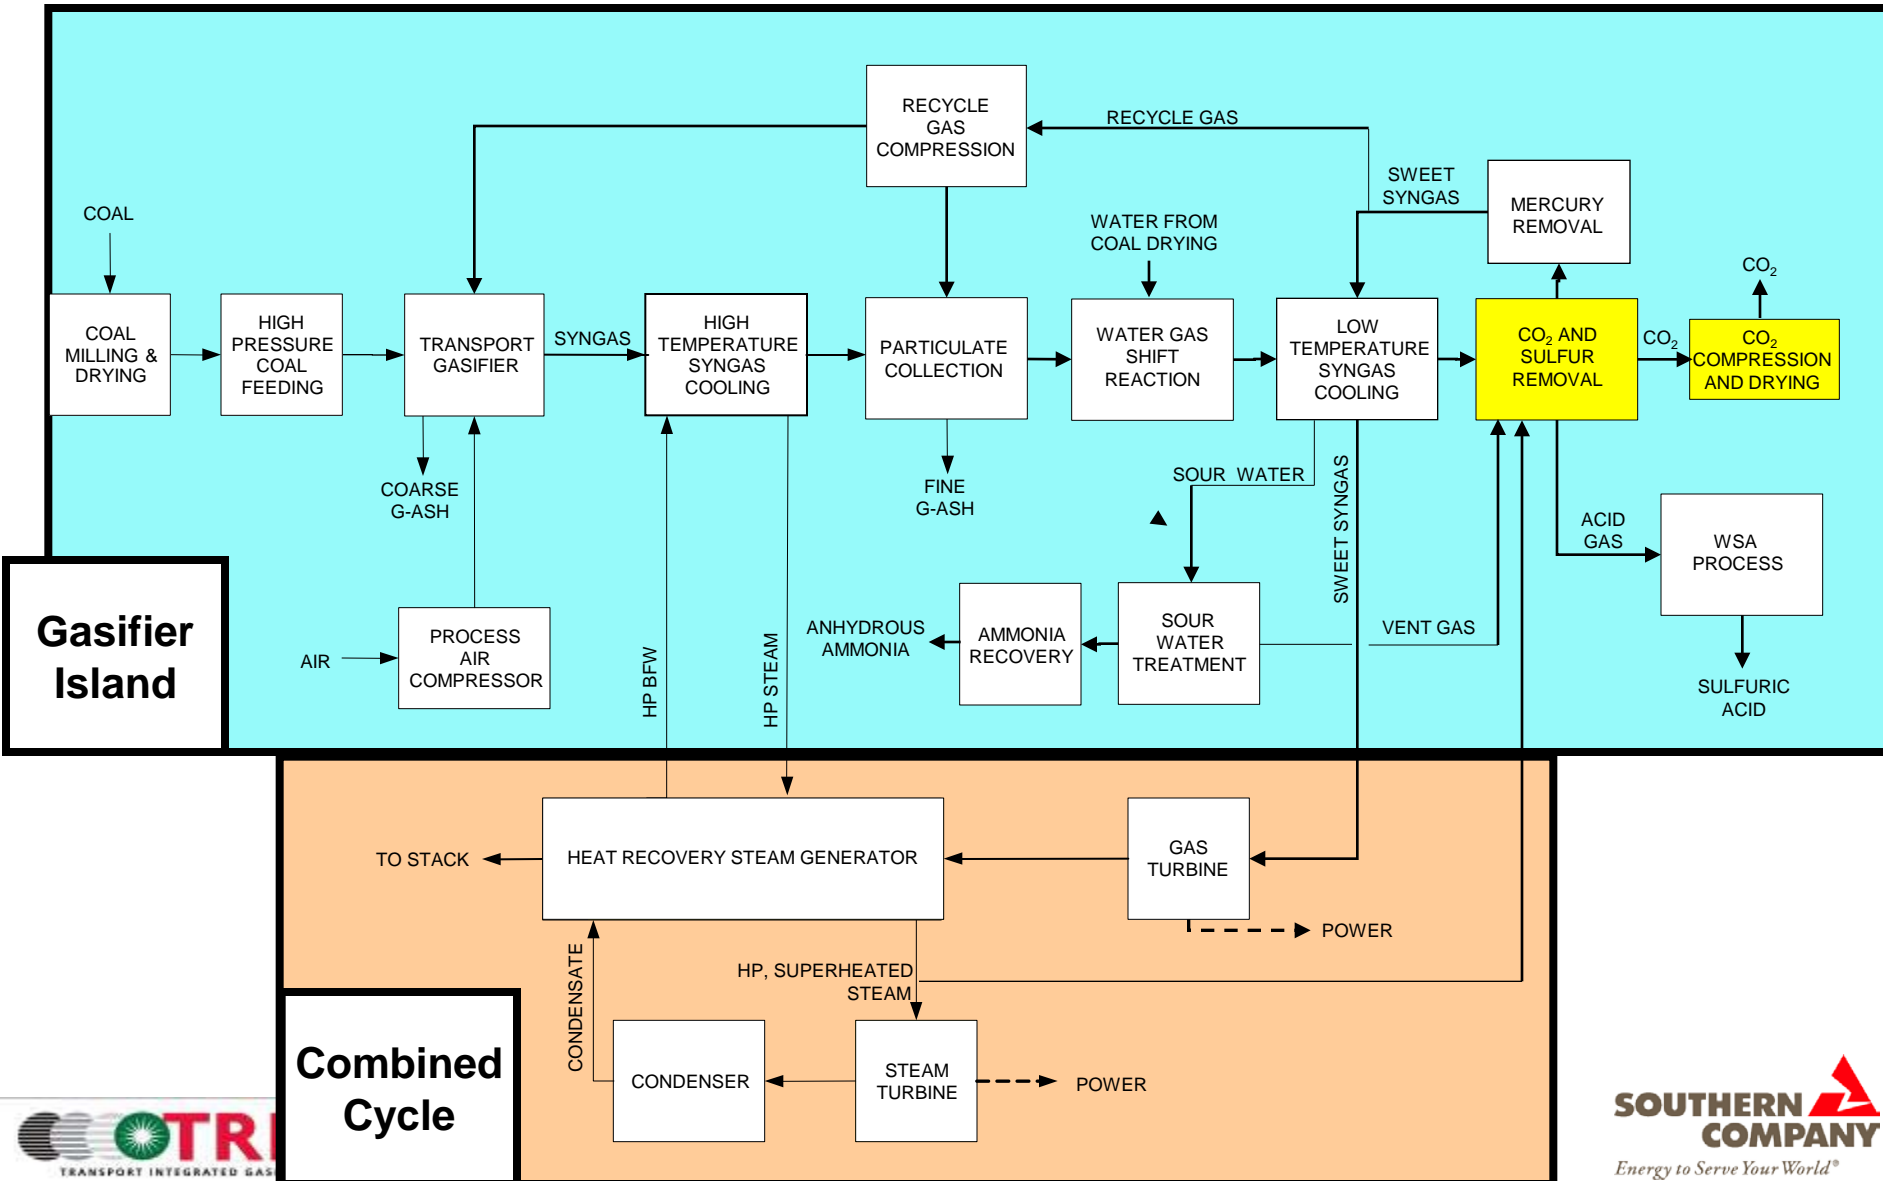 RECYCLE
GAS
COMPRESSION
RECYCLE GAS
SWEET
SYNGAS
MERCURY
REMOVAL
COAL
WATER FROM
COAL DRYING
CO₂
COAL
MILLING &
DRYING
HIGH
PRESSURE
COAL
FEEDING
TRANSPORT
GASIFIER
SYNGAS
HIGH
TEMPERATURE
SYNGAS
COOLING
PARTICULATE
COLLECTION
WATER GAS
SHIFT
REACTION
LOW
TEMPERATURE
SYNGAS
COOLING
CO₂ AND
SULFUR
REMOVAL
CO₂
CO₂
COMPRESSION
AND DRYING
COARSE
G-ASH
FINE
G-ASH
SOUR WATER
SWEET SYNGAS
ACID
GAS
WSA
PROCESS
Gasifier
Island
AIR
PROCESS
AIR
COMPRESSOR
HP BFW
HP STEAM
ANHYDROUS
AMMONIA
AMMONIA
RECOVERY
SOUR
WATER
TREATMENT
VENT GAS
SULFURIC
ACID
TO STACK
HEAT RECOVERY STEAM GENERATOR
GAS
TURBINE
POWER
CONDENSATE
HP, SUPERHEATED
STEAM
Combined
Cycle
CONDENSER
STEAM
TURBINE
POWER
TRI
TRANSPORT INTEGRATED GAS
SOUTHERN
COMPANY
Energy to Serve Your World®